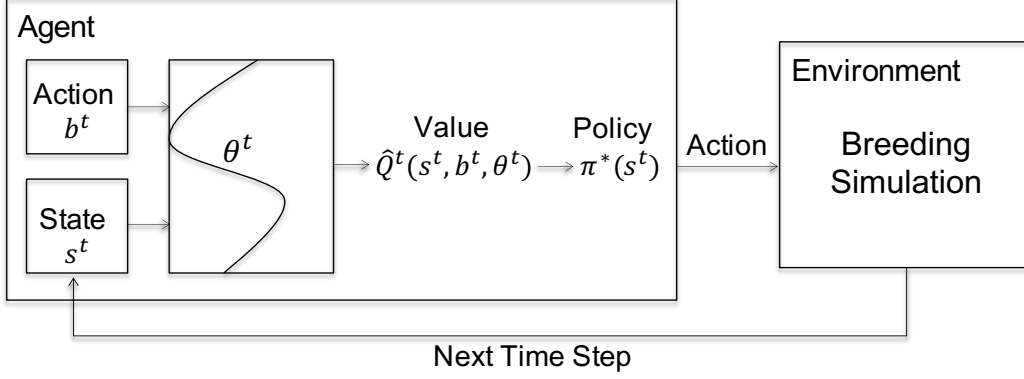 Agent
Action
b^t
State
s^t
θ^t
Value
Q̂^t(s^t, b^t, θ^t)
Policy
π*(s^t)
Action
Environment
Breeding
Simulation
Next Time Step